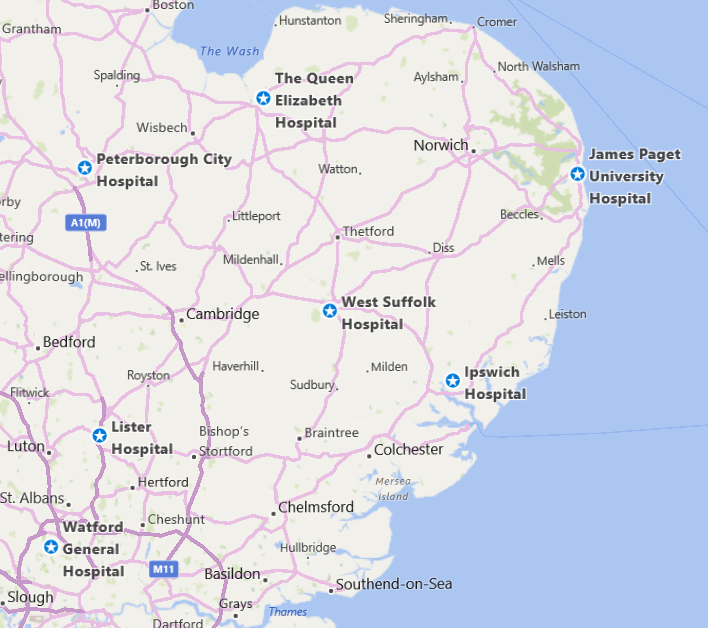 Boston
Grantham
Hunstanton
Sheringham
Cromer
The Wash
Spalding
The Queen
Elizabeth
Hospital
Aylsham
North Walsham
Wisbech
Norwich
Peterborough City
Hospital
Watton
James Paget
University
Hospital
rby
A1(M)
Littleport
Beccles
tering
Thetford
Diss
St. Ives
Mildenhall
Mells
ellingborough
West Suffolk
Hospital
Cambridge
Leiston
Bedford
Haverhill
Milden
Ipswich
Hospital
Royston
Sudbury
Flitwick
Lister
Hospital
Bishop's
Stortford
Braintree
Luton
Colchester
Hertford
Mersea
Island
St. Albans
Chelmsford
Cheshunt
Watford
General
Hospital
Hullbridge
M11
Basildon
Southend-on-Sea
Slough
Grays
Thames
Dartford